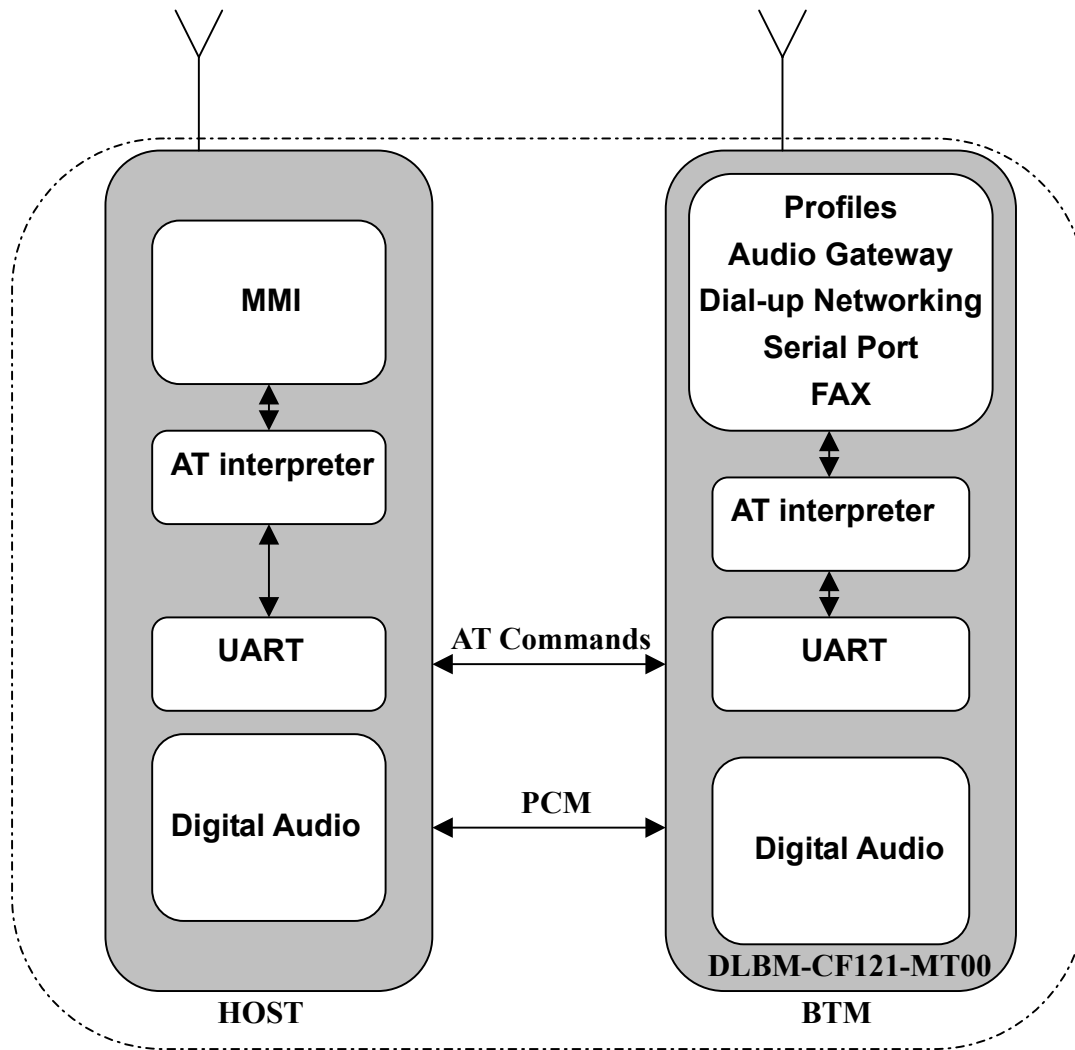 MMI
AT interpreter
UART
Digital Audio
HOST
AT Commands
PCM
Profiles
Audio Gateway
Dial-up Networking
Serial Port
FAX
AT interpreter
UART
Digital Audio
DLBM-CF121-MT00
BTM